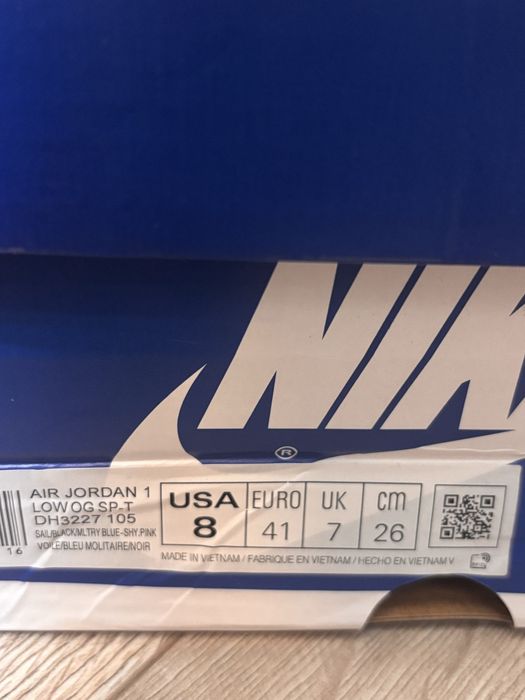 NIK
®
AIR JORDAN 1
LOW OG SP-T
DH3227 105
SAIL/BLACK/MLTRY BLUE-SHY.PINK
VOILE/BLEU MOLITAIRE/NOIR
16
USA EURO UK cm
8 41 7 26
MADE IN VIETNAM / FABRIQUE EN VIETNAM / HECHO EN VIETNAM V